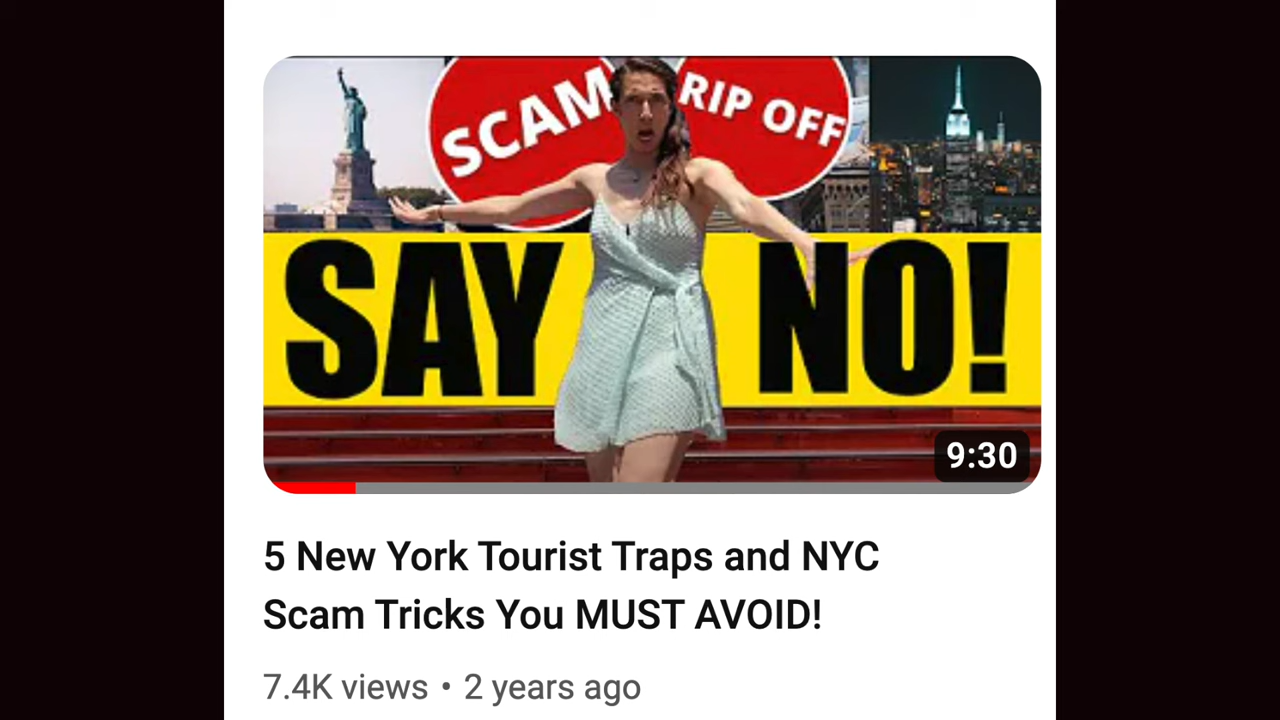 SCAM
RIP OFF
SAY NO!
9:30
5 New York Tourist Traps and NYC
Scam Tricks You MUST AVOID!
7.4K views • 2 years ago